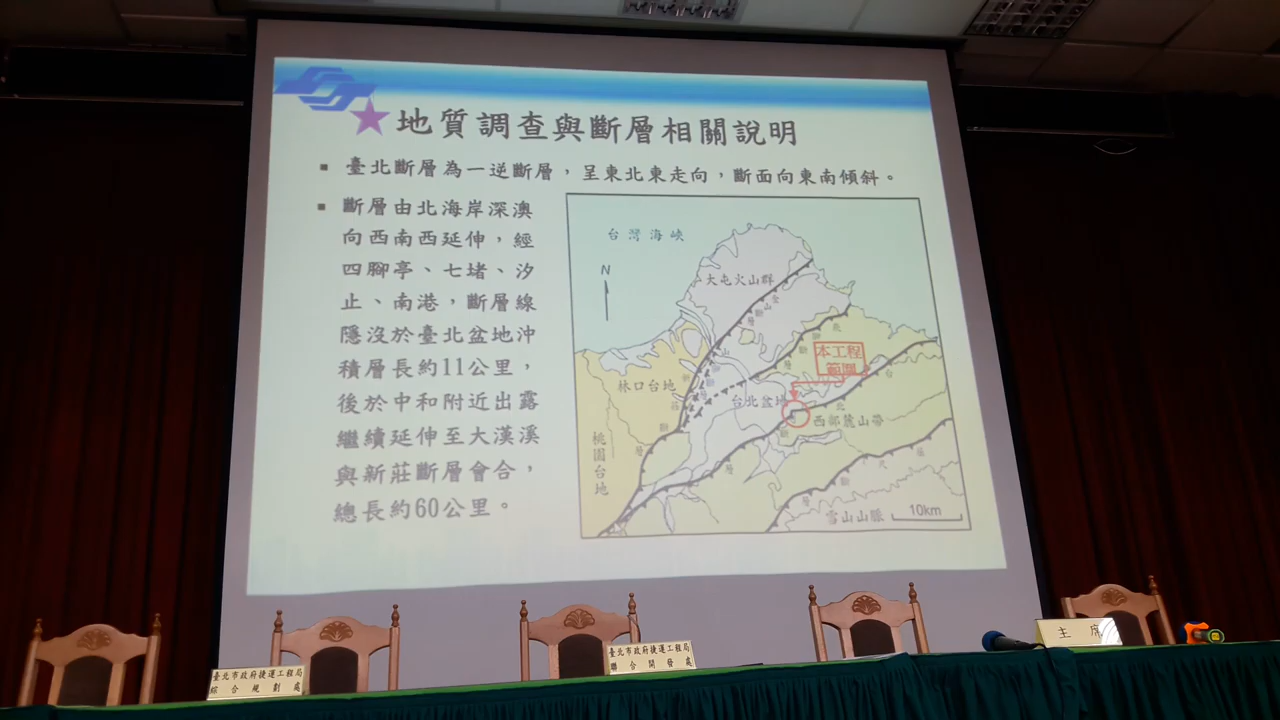 地質調查與斷層相關說明
▪ 臺北斷層為一逆斷層，呈東北東走向，斷面向東南傾斜。
▪ 斷層由北海岸深澳
向西南西延伸，經
四腳亭、七堵、汐
止、南港，斷層線
隱沒於臺北盆地沖
積層長約11公里，
後於中和附近出露
繼續延伸至大漢溪
與新莊斷層會合，
總長約60公里。
台灣海峽
N
大屯火山群
本工程
範圍
林口台地
台北盆地
西部麓山帶
桃園台地
雪山山脈
10km
臺北市政府捷運工程局
綜合規劃處
臺北市政府捷運工程局
聯合開發處
主席